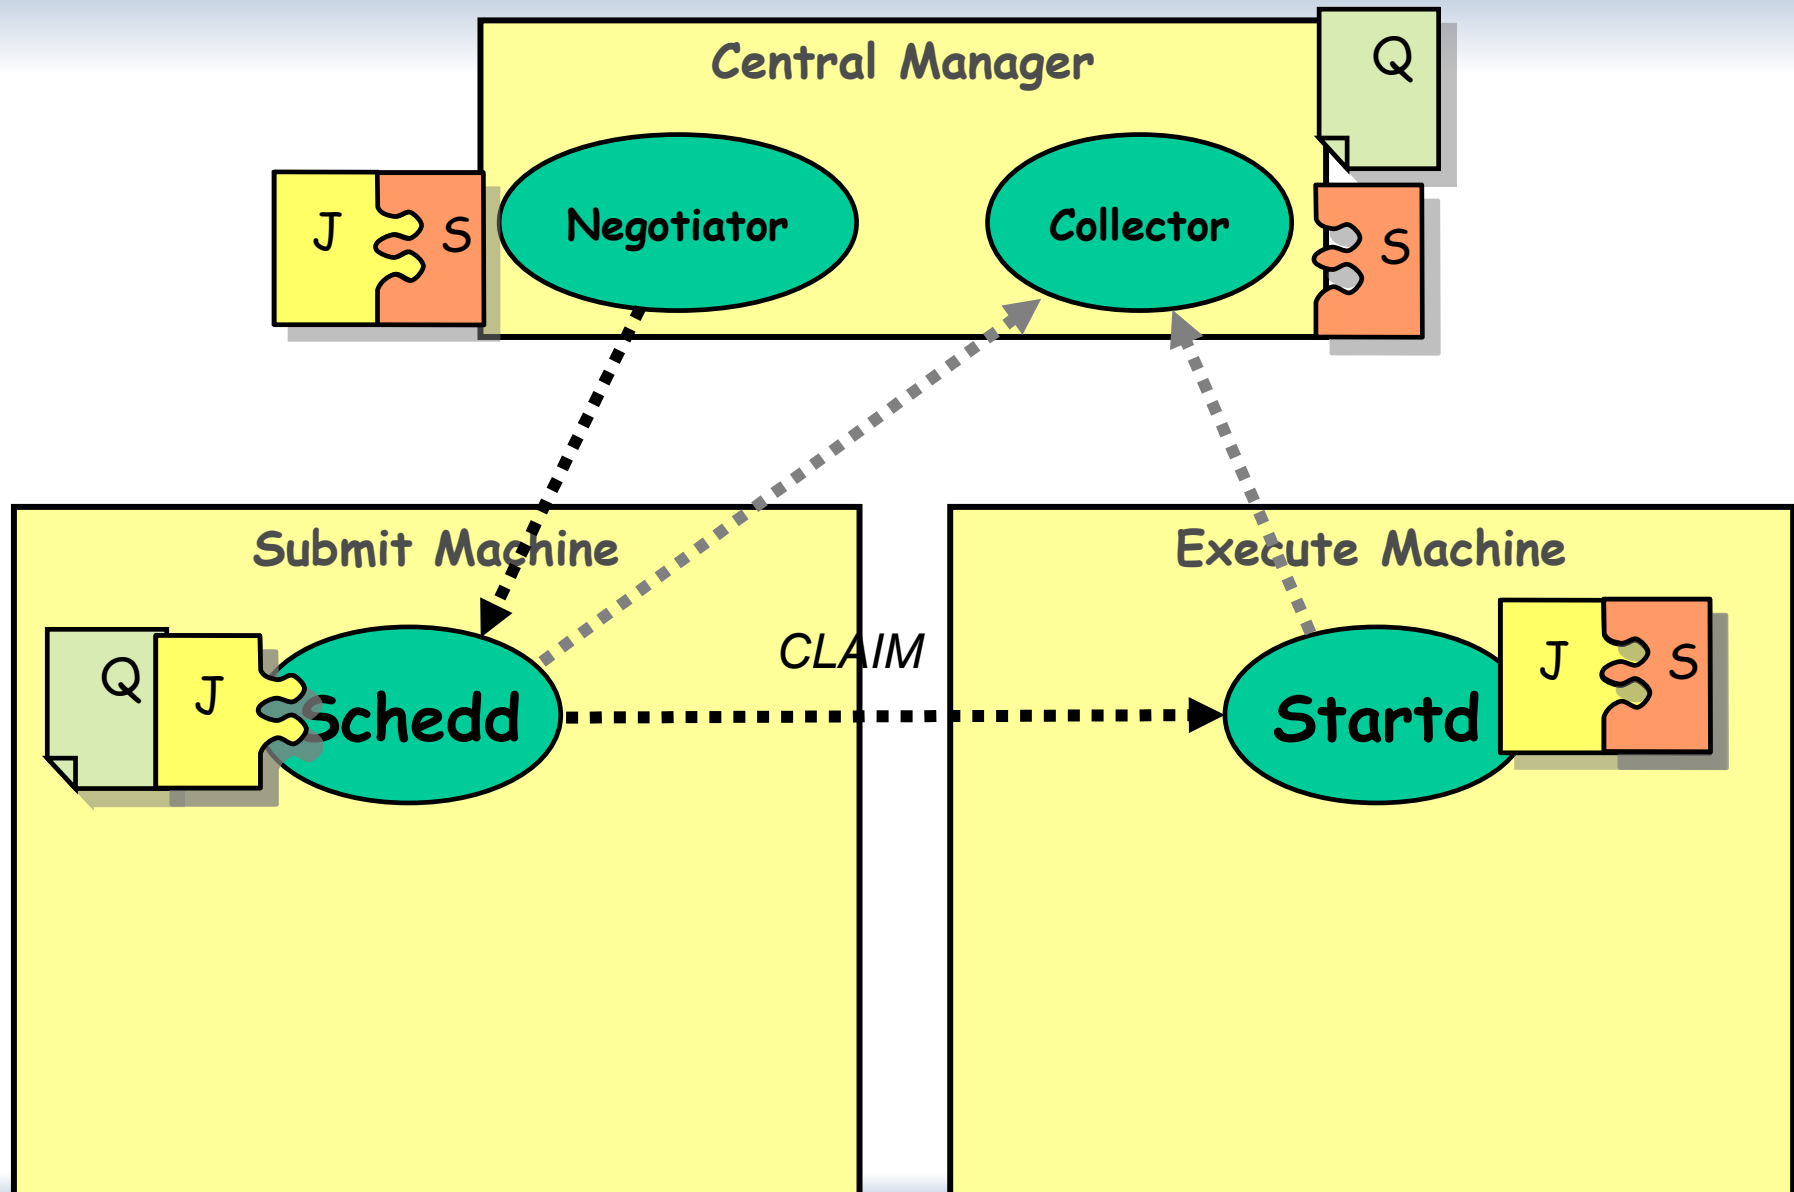 Central Manager
Q
J
S
Negotiator
Collector
S
Submit Machine
Execute Machine
Q
J
Schedd
CLAIM
Startd
J
S